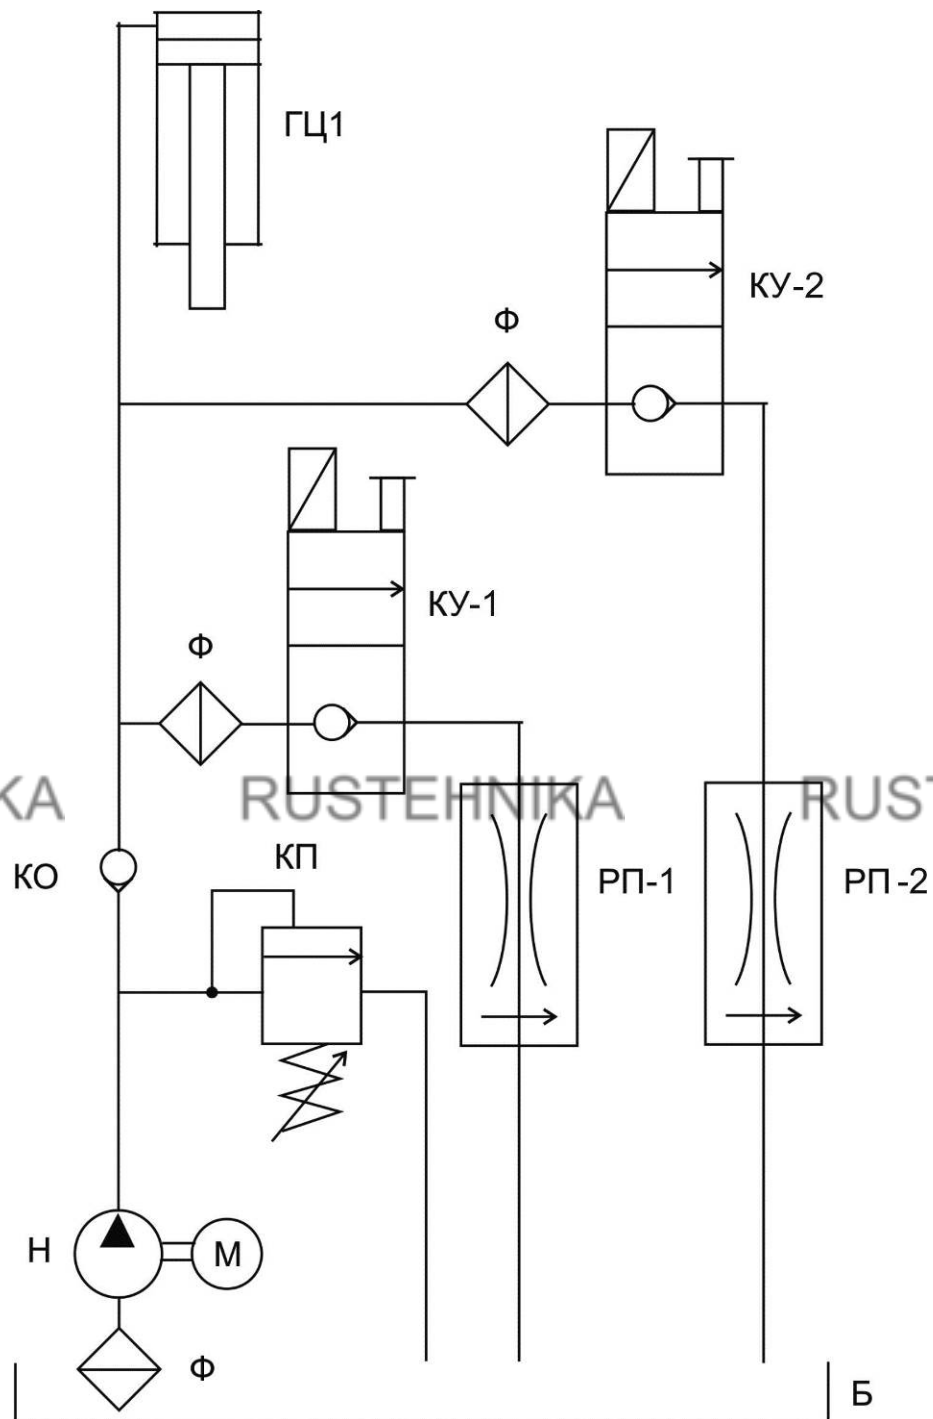 ГЦ1
КУ-2
Ф
КУ-1
Ф
KA RUSTEHNIKA RUST
КО
КП
РП-1
РП -2
Н
М
Ф
Б